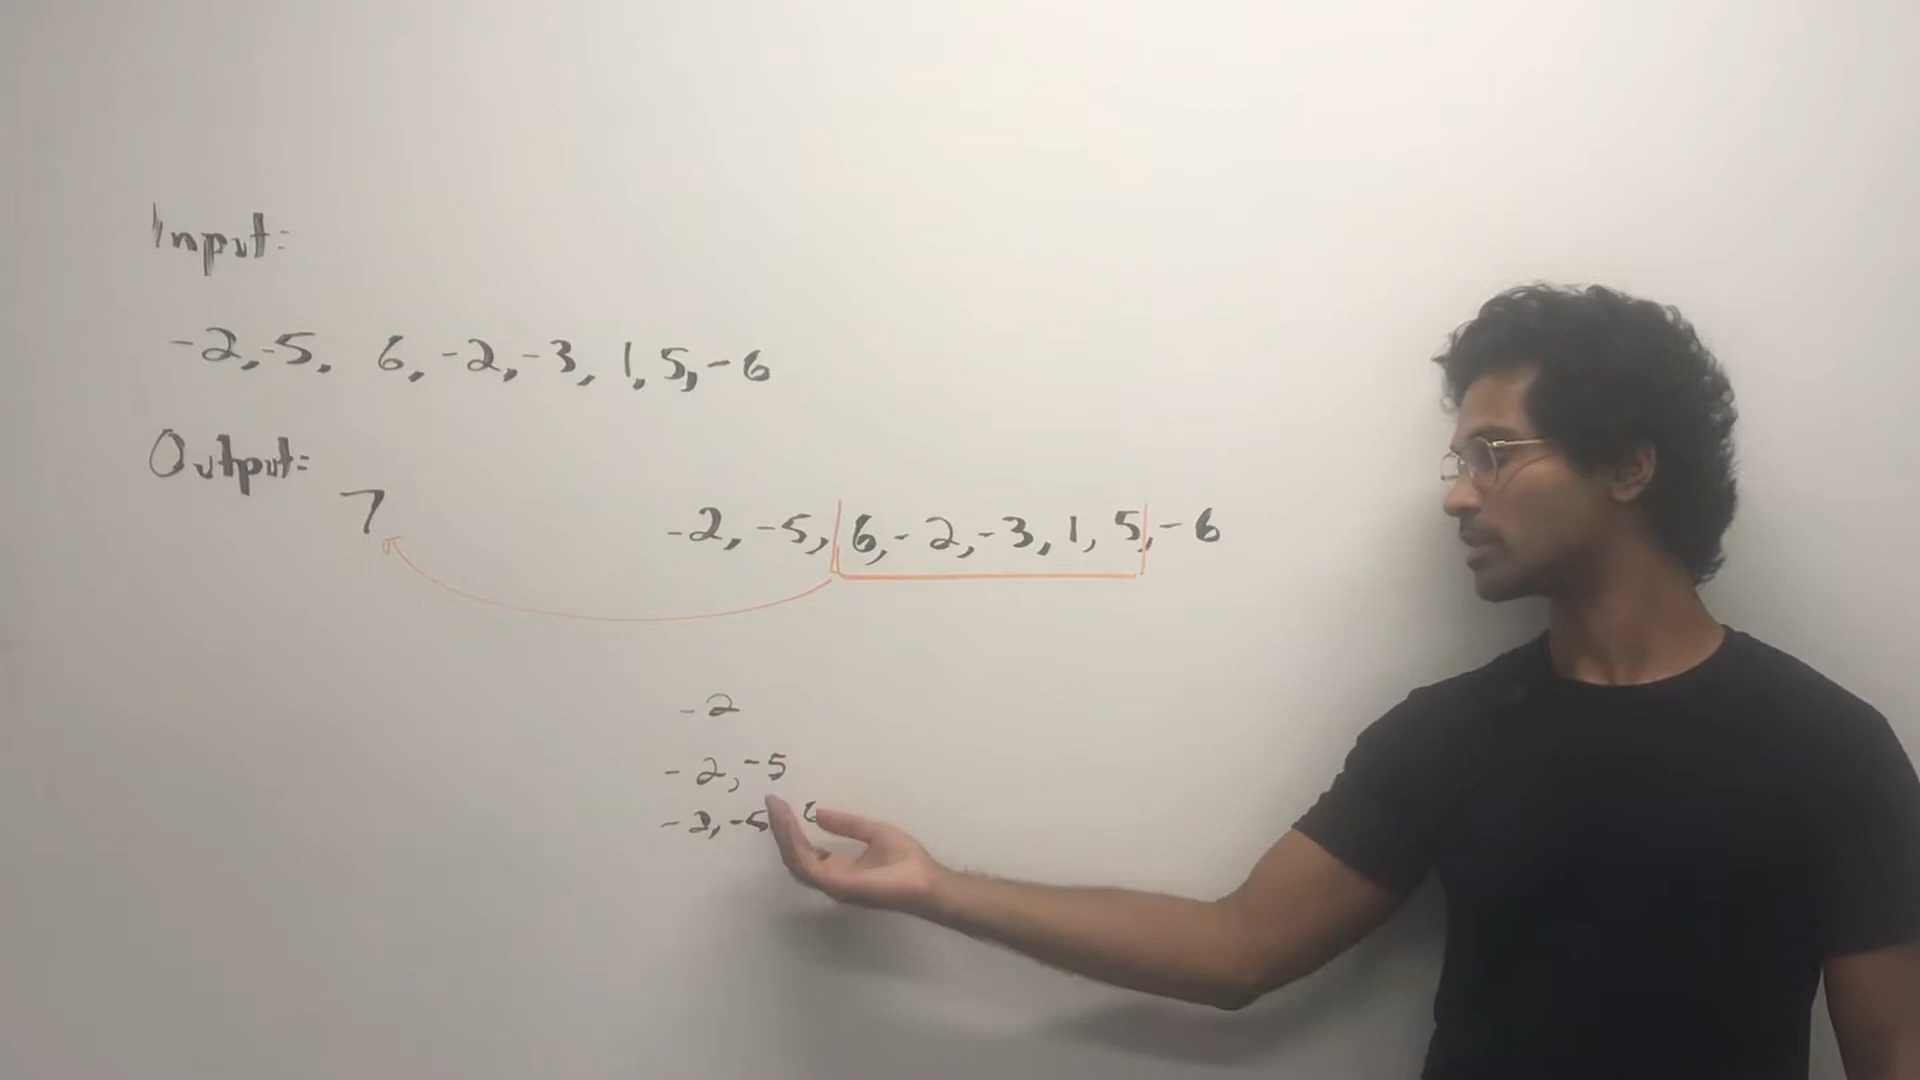 Input:
-2,-5, 6,-2,-3, 1, 5,-6
Output:
7
-2, -5, 6,-2,-3, 1, 5,-6
-2
-2,-5
-2,-5 6